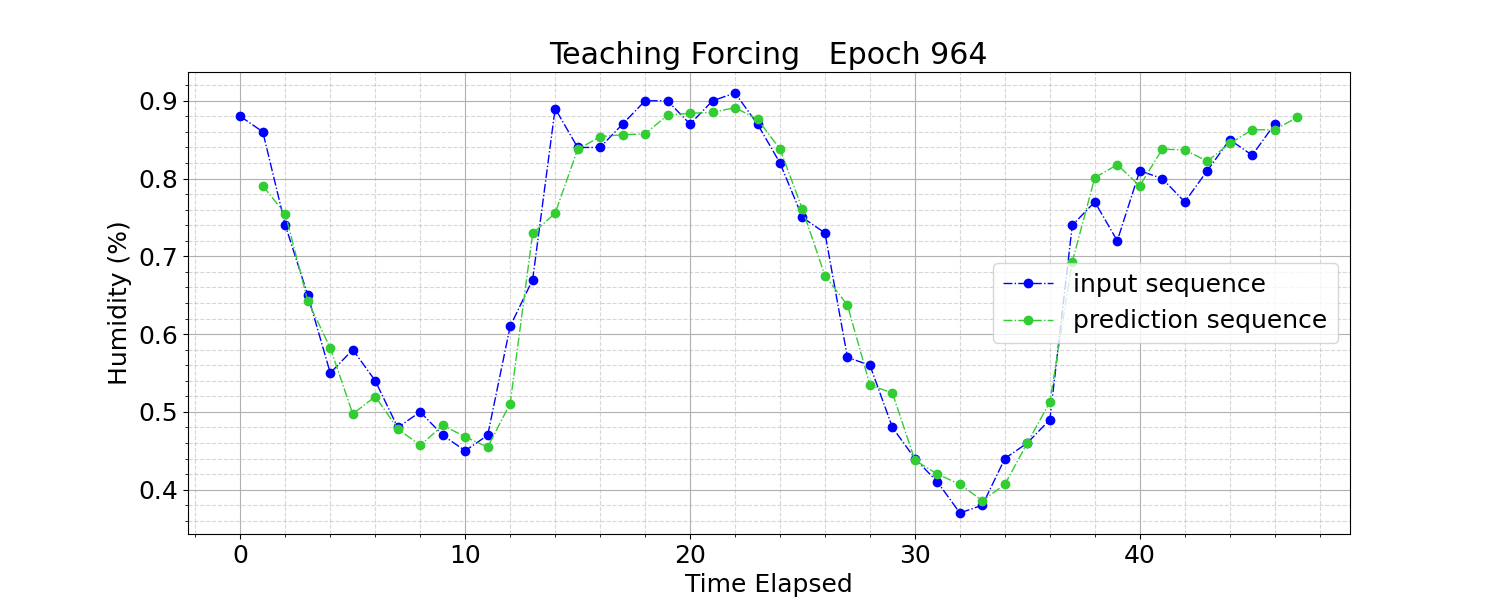 Teaching Forcing   Epoch 964
Humidity (%)
0.9
0.8
0.7
0.6
0.5
0.4
input sequence
prediction sequence
0 10 20 30 40
Time Elapsed